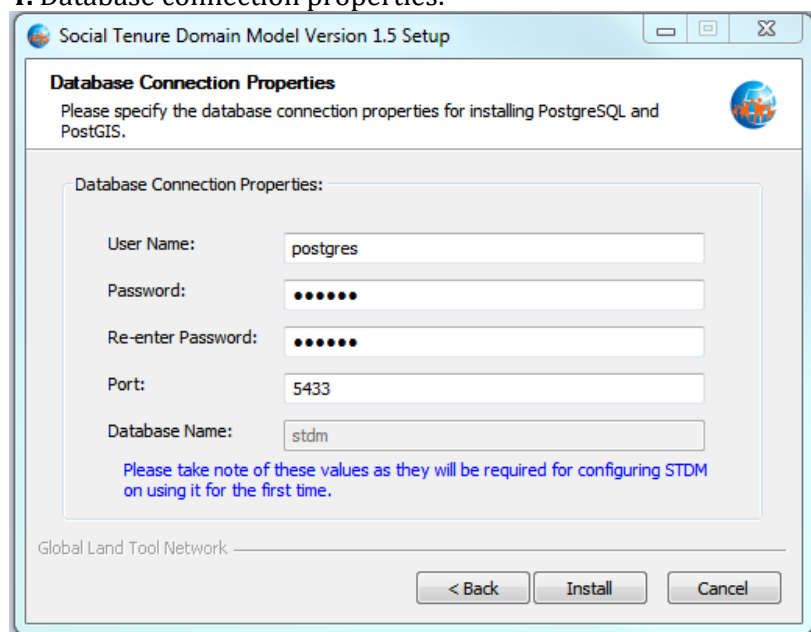 Database connection properties:
Social Tenure Domain Model Version 1.5 Setup
Database Connection Properties
Please specify the database connection properties for installing PostgreSQL and
PostGIS.
Database Connection Properties:
User Name: postgres
Password: ●●●●●●
Re-enter Password: ●●●●●●
Port: 5433
Database Name: stdm
Please take note of these values as they will be required for configuring STDM
on using it for the first time.
Global Land Tool Network
< Back Install Cancel